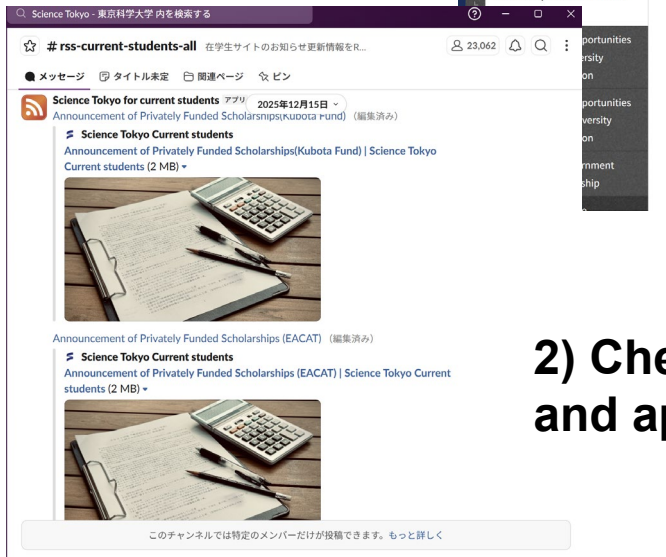 Science Tokyo - 東京科学大学 内を検索する
# rss-current-students-all 在学生サイトのお知らせ更新情報をR... 23,062
メッセージ タイトル未定 関連ページ ピン
Science Tokyo for current students アプリ 2025年12月15日
Announcement of Privately Funded Scholarships(Kubota Fund) (編集済み)
Science Tokyo Current students
Announcement of Privately Funded Scholarships(Kubota Fund) | Science Tokyo
Current students (2 MB)
Announcement of Privately Funded Scholarships (EACAT) (編集済み)
Science Tokyo Current students
Announcement of Privately Funded Scholarships (EACAT) | Science Tokyo Current
students (2 MB)
このチャンネルでは特定のメンバーだけが投稿できます。もっと詳しく
portunities
ersity
on
portunities
versity
on
rnment
ship
2) Che
and ap